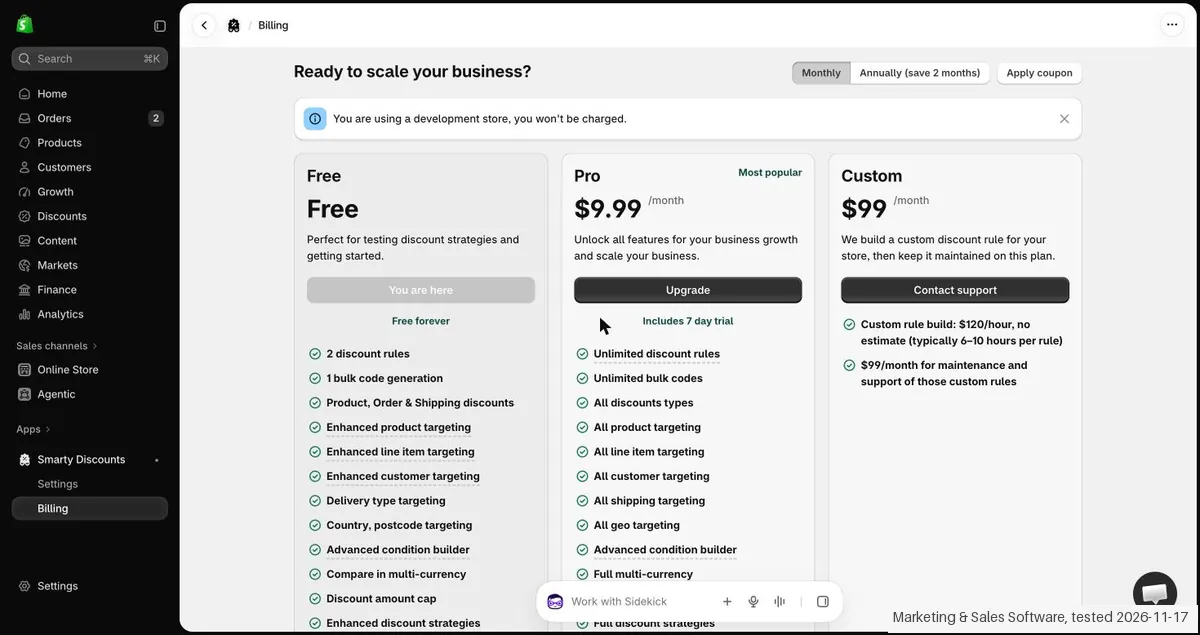 Search ⌘K
Home
Orders 2
Products
Customers
Growth
Discounts
Content
Markets
Finance
Analytics
Sales channels
Online Store
Agentic
Apps
Smarty Discounts
Settings
Billing
Settings
/ Billing
Ready to scale your business?
Monthly
Annually (save 2 months)
Apply coupon
You are using a development store, you won't be charged.
Free
Free
Perfect for testing discount strategies and
getting started.
You are here
Free forever
2 discount rules
1 bulk code generation
Product, Order & Shipping discounts
Enhanced product targeting
Enhanced line item targeting
Enhanced customer targeting
Delivery type targeting
Country, postcode targeting
Advanced condition builder
Compare in multi-currency
Discount amount cap
Enhanced discount strategies
Pro
Most popular
$9.99 /month
Unlock all features for your business growth
and scale your business.
Upgrade
Includes 7 day trial
Unlimited discount rules
Unlimited bulk codes
All discounts types
All product targeting
All line item targeting
All customer targeting
All shipping targeting
All geo targeting
Advanced condition builder
Full multi-currency
Full discount strategies
Custom
$99 /month
We build a custom discount rule for your
store, then keep it maintained on this plan.
Contact support
Custom rule build: $120/hour, no
estimate (typically 6–10 hours per rule)
$99/month for maintenance and
support of those custom rules
Work with Sidekick
Marketing & Sales Software, tested 2026-11-17